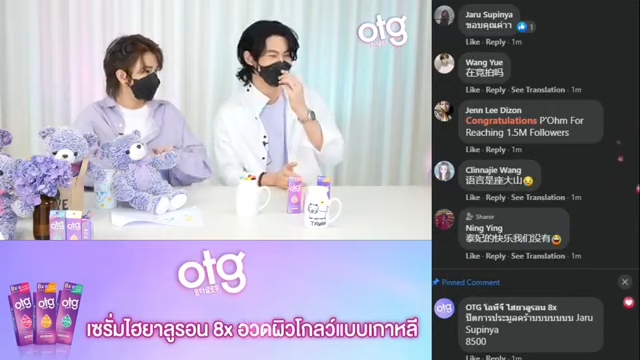 otg
otg
เซรั่มไฮยาลูรอน 8x อวดผิวโกลว์แบบเกาหลี
Jaru Supinya
ขอบคุณค่าา
1
Like · Reply · 1m
Wang Yue
在竞拍吗
Like · Reply · See Translation · 1m
Jenn Lee Dizon
Congratulations P'Ohm For
Reaching 1.5M Followers
Like · Reply · 1m
Clinnajie Wang
语言是座大山😢
Like · Reply · See Translation · 1m
Sharer
Ning Ying
泰妃的快乐我们没有😆
Like · Reply · See Translation · 1m
Pinned Comment
OTG โอทีจี ไฮยาลูรอน 8x
ปิดการประมูลคร้าบบบบบบบ Jaru
Supinya
8500